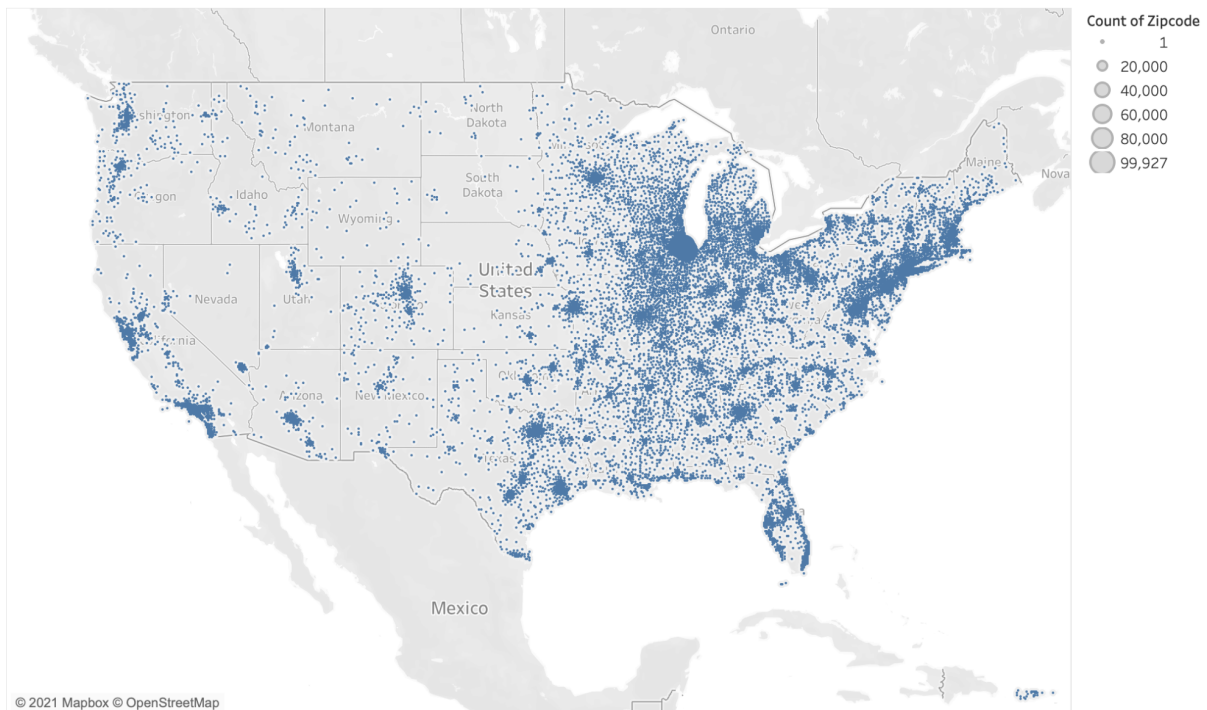 Ontario
North
Dakota
Montana
South
Dakota
Idaho
Wyoming
Maine
Nova
United
States
Nevada
Utah
Kansas
Arizona
New Mexico
Mexico
© 2021 Mapbox © OpenStreetMap
Count of Zipcode
1
20,000
40,000
60,000
80,000
99,927